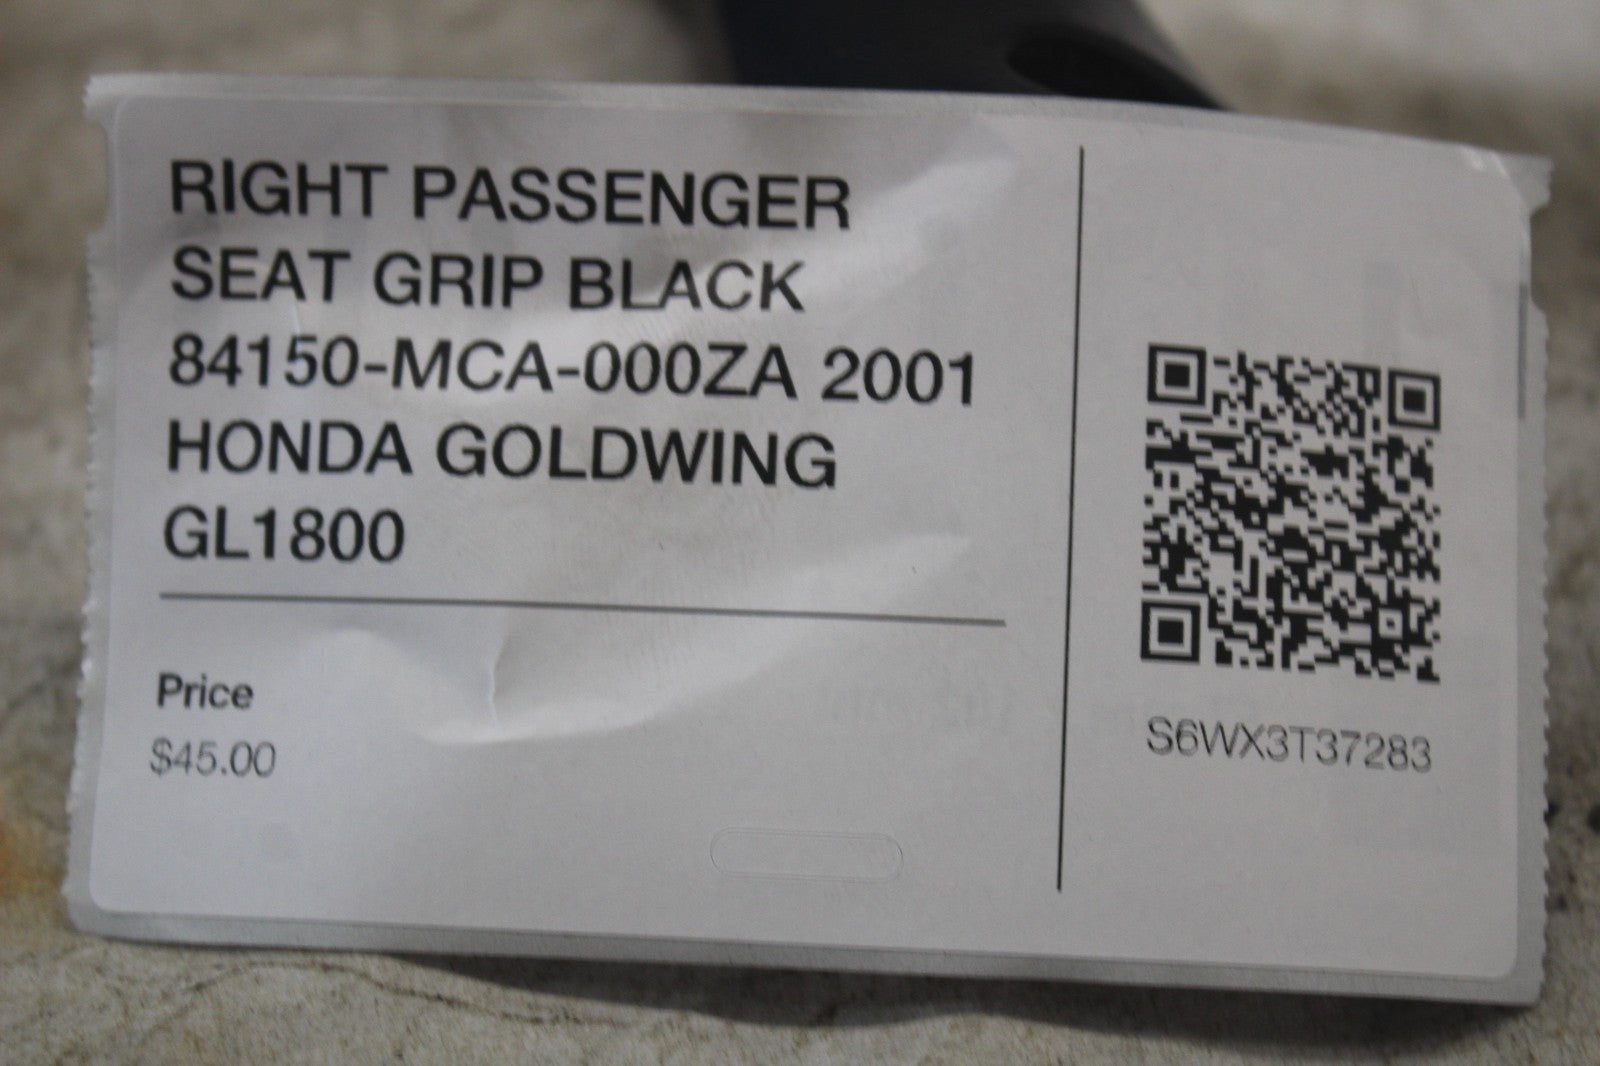 RIGHT PASSENGER
SEAT GRIP BLACK
84150-MCA-000ZA 2001
HONDA GOLDWING
GL1800
Price
$45.00
S6WX3T37283